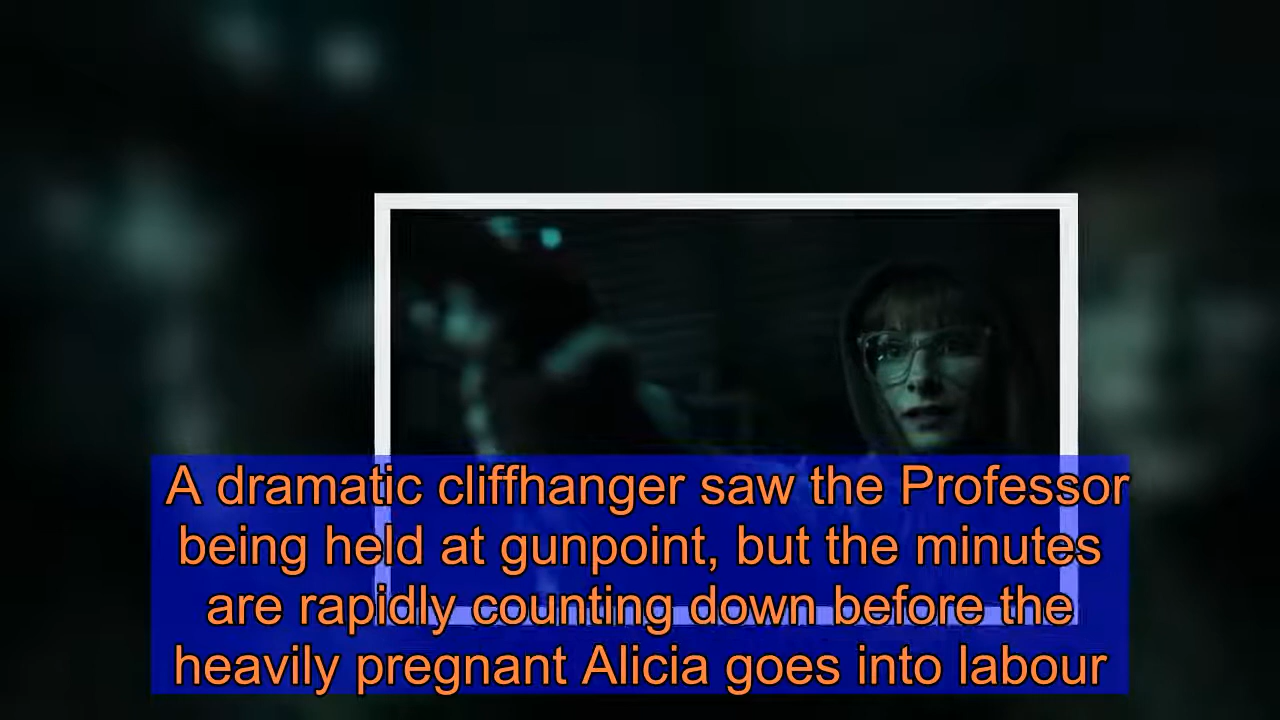 A dramatic cliffhanger saw the Professor
being held at gunpoint, but the minutes
are rapidly counting down before the
heavily pregnant Alicia goes into labour